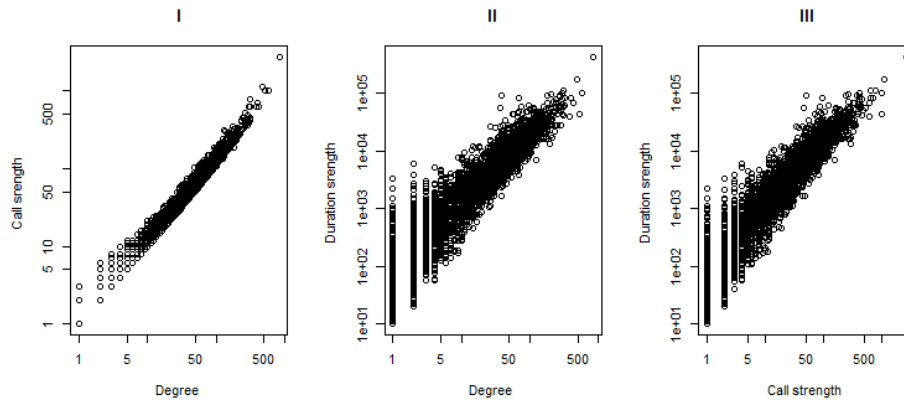 I
Call srength
500
50
10
5
1
1
5
50
500
Degree
II
Duration srength
1e+05
1e+04
1e+03
1e+02
1e+01
1
5
50
500
Degree
III
Duration srength
1e+05
1e+04
1e+03
1e+02
1e+01
1
5
50
500
Call strength